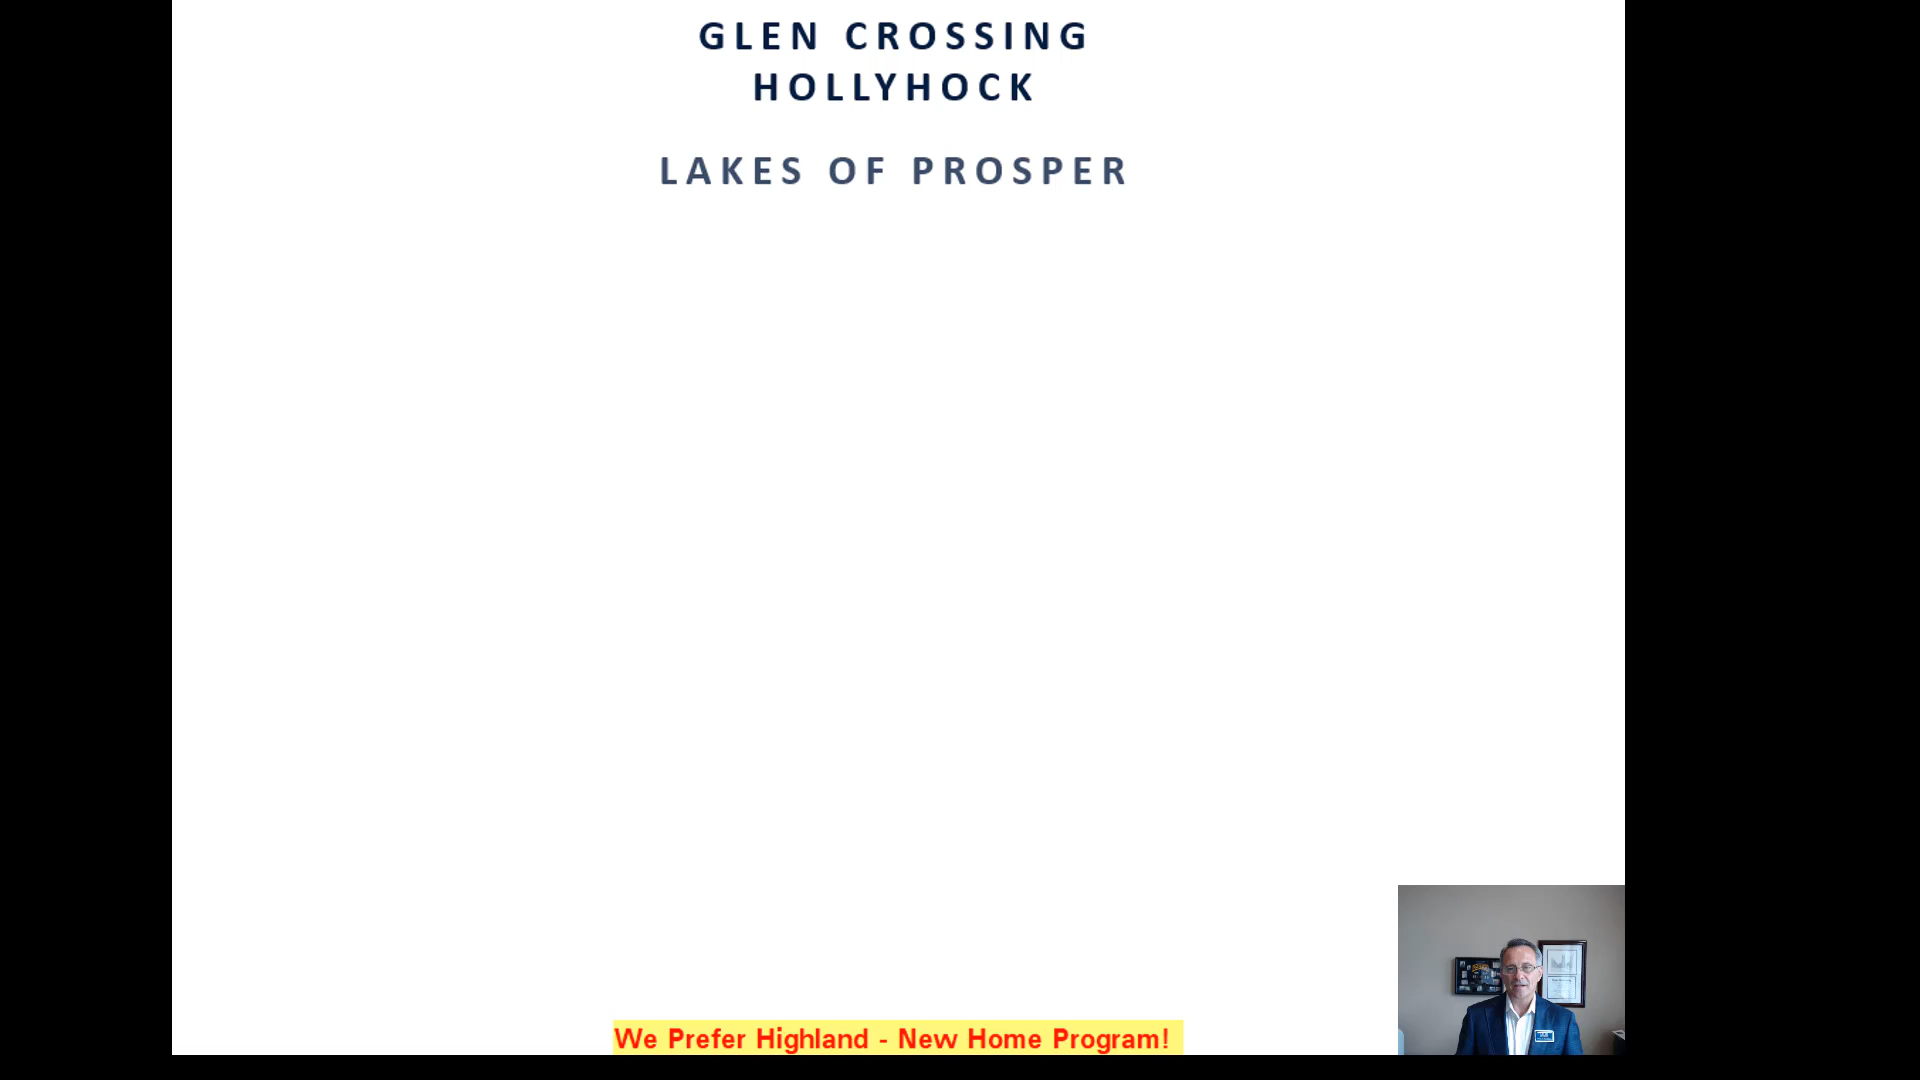 GLEN CROSSING
HOLLYHOCK
LAKES OF PROSPER
We Prefer Highland - New Home Program!